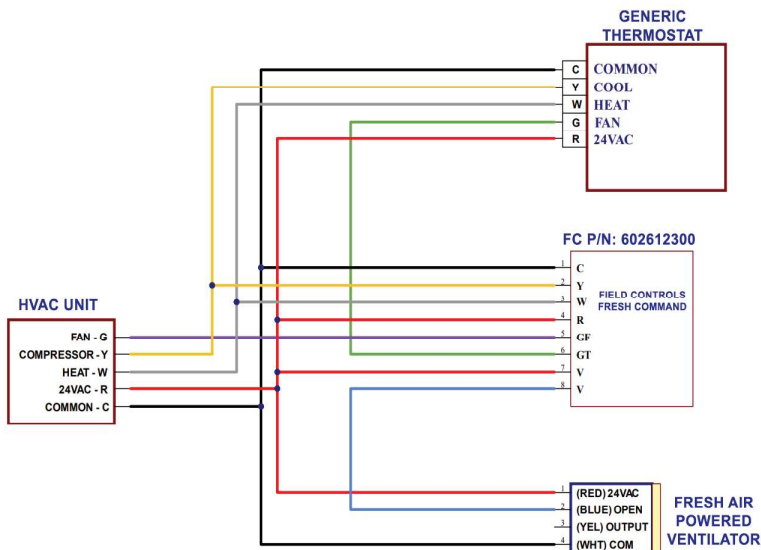 GENERIC
THERMOSTAT
C COMMON
Y COOL
W HEAT
G FAN
R 24VAC
FC P/N: 602612300
1 C
2 Y
3 W
4 R
5 GF
6 GT
7 V
8 V
FIELD CONTROLS
FRESH COMMAND
HVAC UNIT
FAN - G
COMPRESSOR - Y
HEAT - W
24VAC - R
COMMON - C
1 (RED) 24VAC
2 (BLUE) OPEN
3 (YEL) OUTPUT
4 (WHT) COM
FRESH AIR
POWERED
VENTILATOR